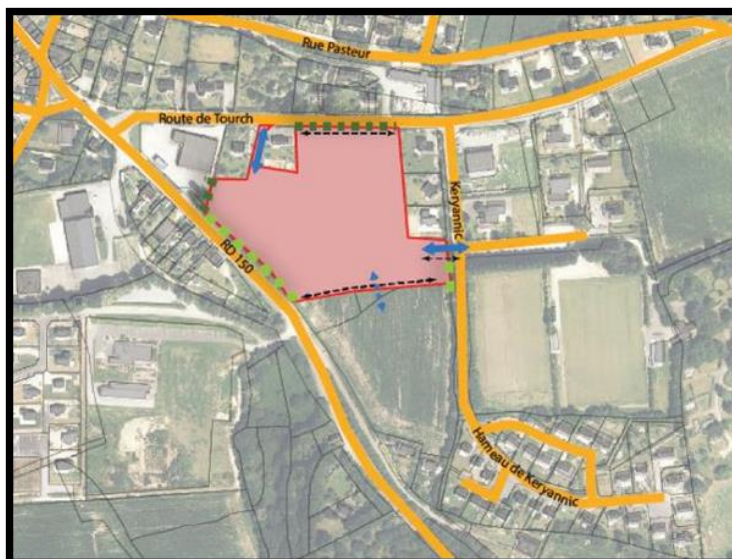 Rue Pasteur
Route de Tourch
Keryannic
RD 150
Hameau de Keryannic